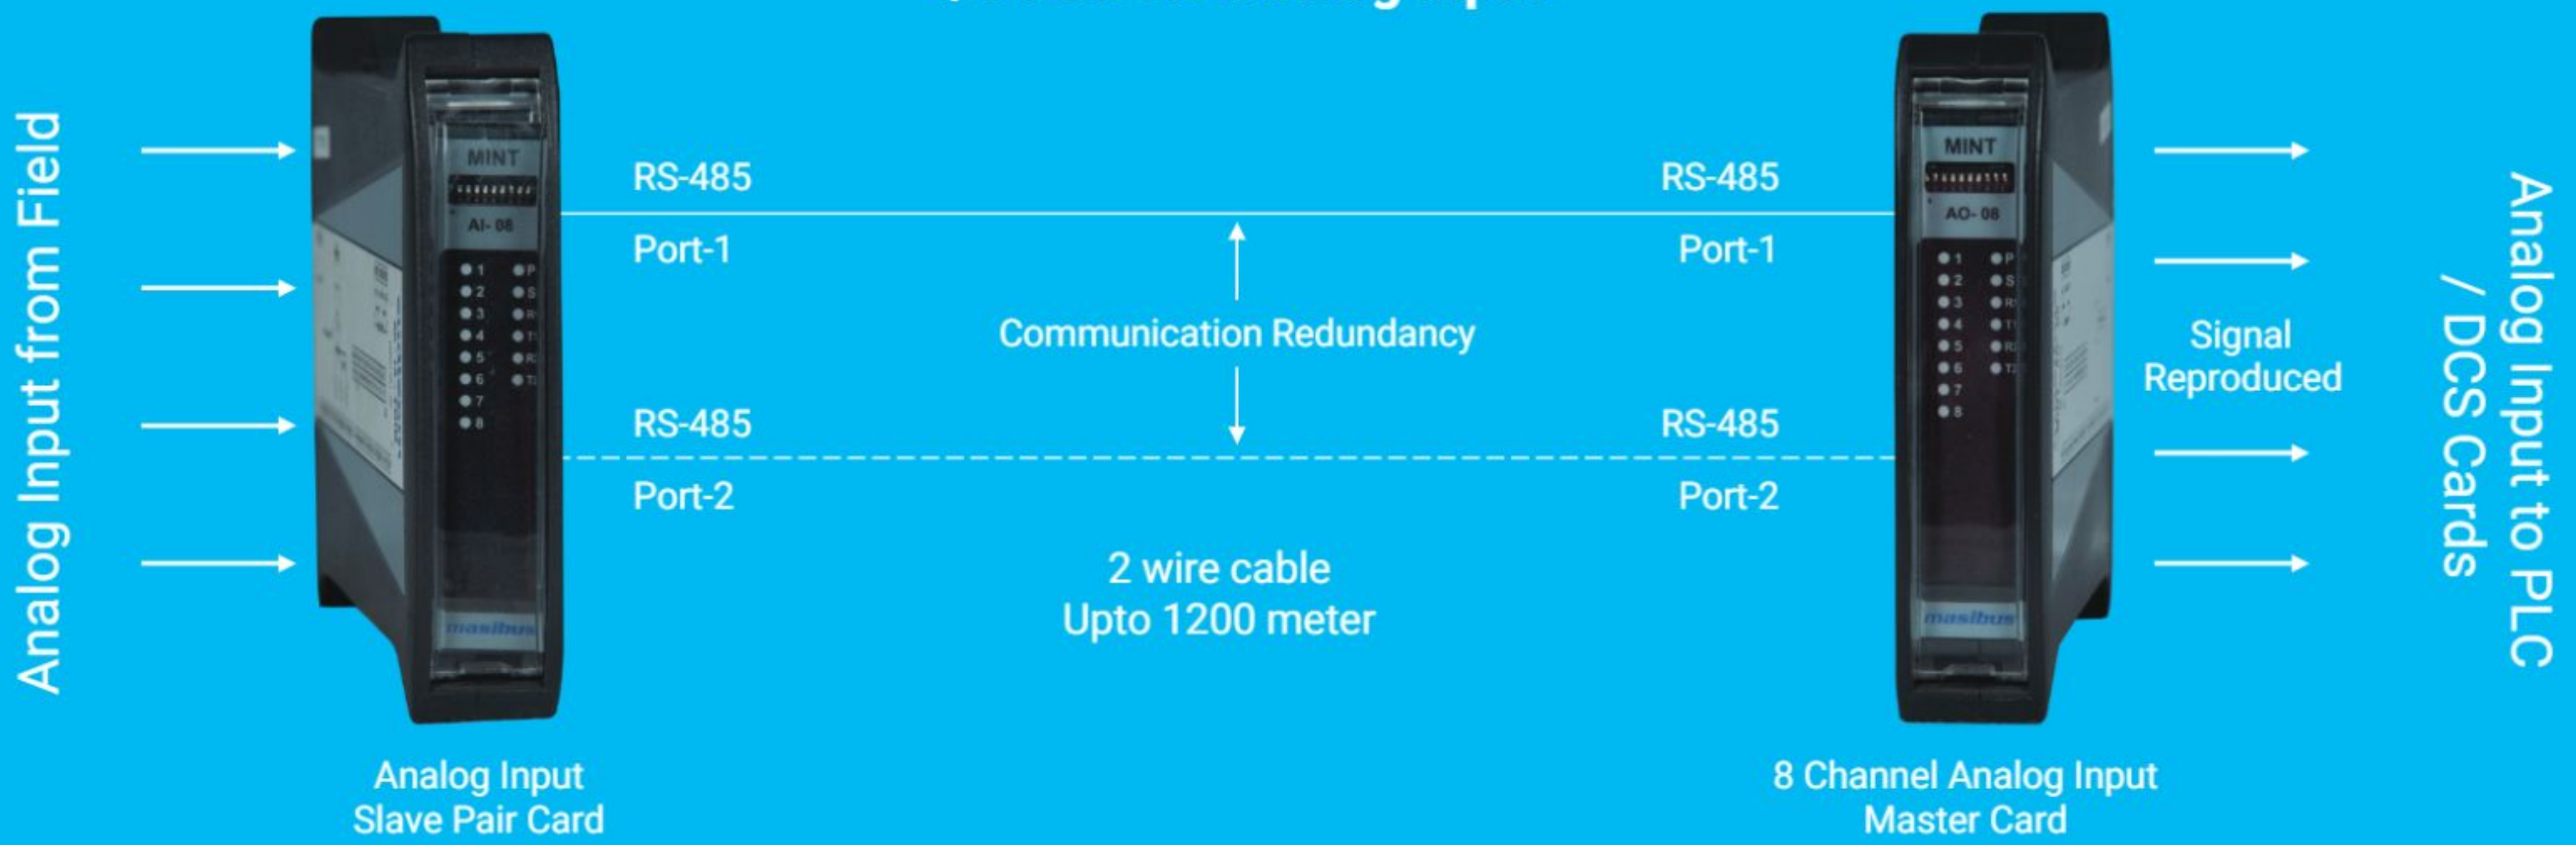 Analog Input from Field
MINT
AI- 08
1
2
3
4
5
6
7
8
P
S
masibus
Analog Input
Slave Pair Card
RS-485
Port-1
RS-485
Port-1
Communication Redundancy
RS-485
Port-2
RS-485
Port-2
2 wire cable
Upto 1200 meter
MINT
AO- 08
1
2
3
4
5
6
7
8
P
S
masibus
8 Channel Analog Input
Master Card
Signal
Reproduced
Analog Input to PLC
/ DCS Cards